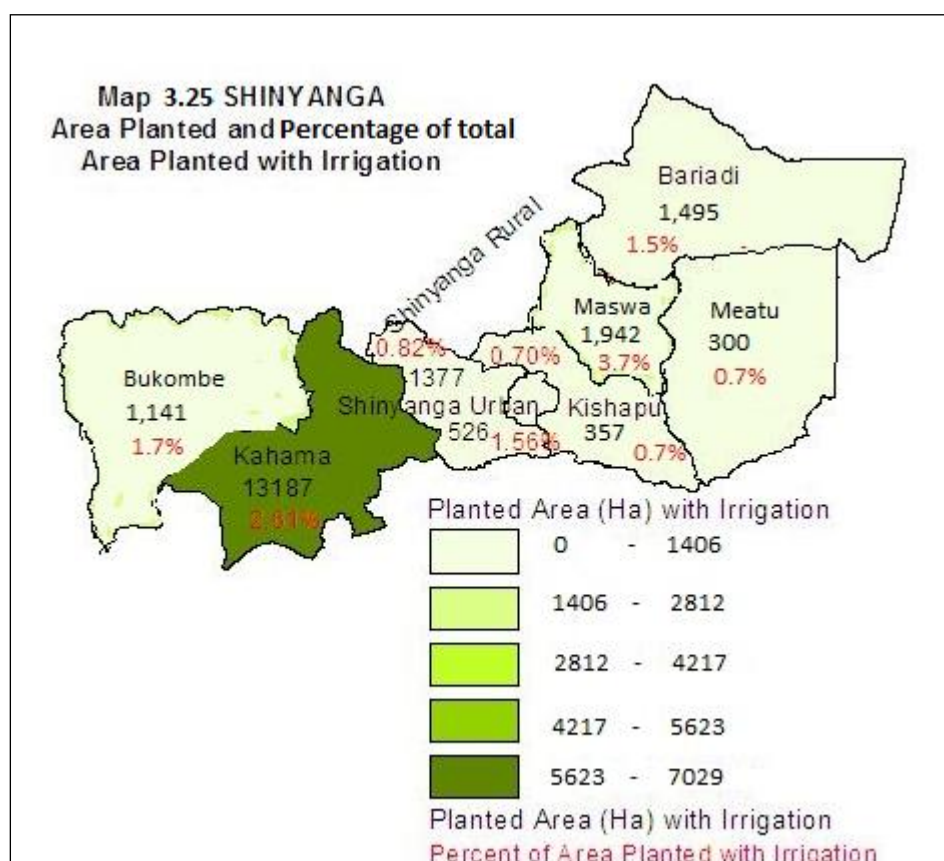 Map 3.25 SHINYANGA
Area Planted and Percentage of total
Area Planted with Irrigation
Shinyanga Rural
Bariadi
1,495
1.5%
Maswa
1,942
3.7%
Meatu
300
0.7%
0.82%
1377
0.70%
Bukombe
1,141
1.7%
Shinyanga Urban
526
1.56%
Kishapu
357
0.7%
Kahama
13187
Planted Area (Ha) with Irrigation
0 - 1406
1406 - 2812
2812 - 4217
4217 - 5623
5623 - 7029
Planted Area (Ha) with Irrigation
Percent of Area Planted with Irrigation